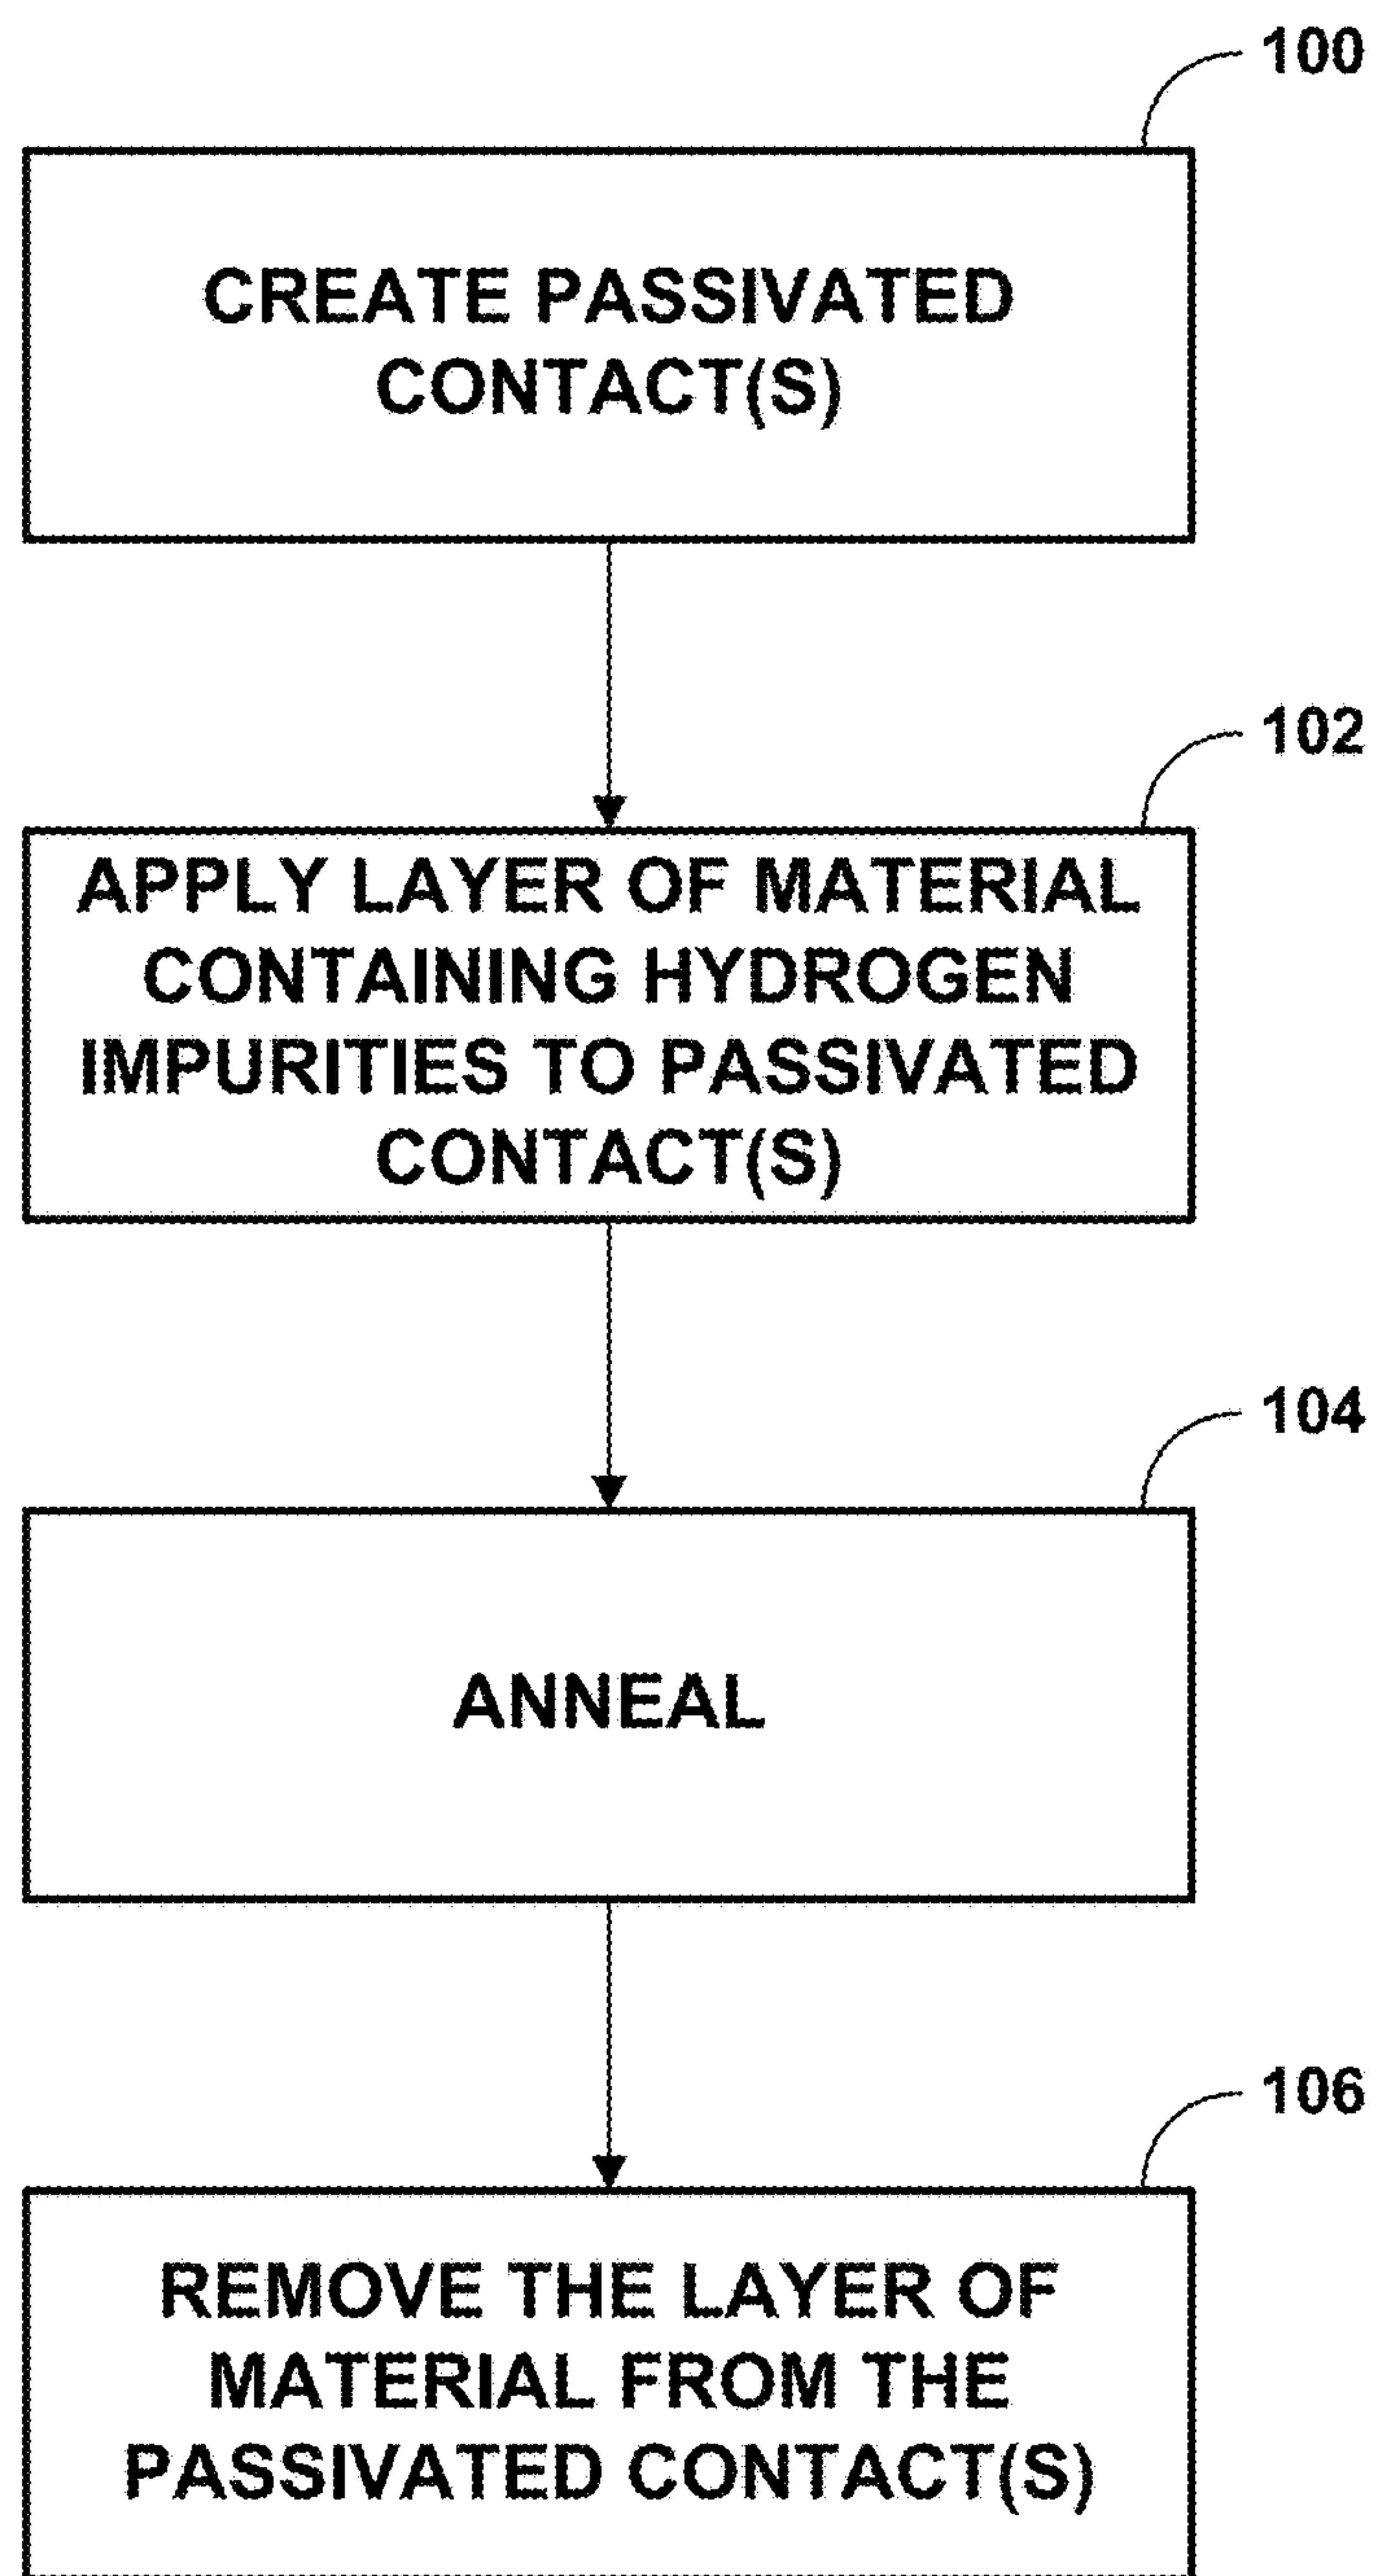 100
CREATE PASSIVATED
CONTACT(S)
102
APPLY LAYER OF MATERIAL
CONTAINING HYDROGEN
IMPURITIES TO PASSIVATED
CONTACT(S)
104
ANNEAL
106
REMOVE THE LAYER OF
MATERIAL FROM THE
PASSIVATED CONTACT(S)